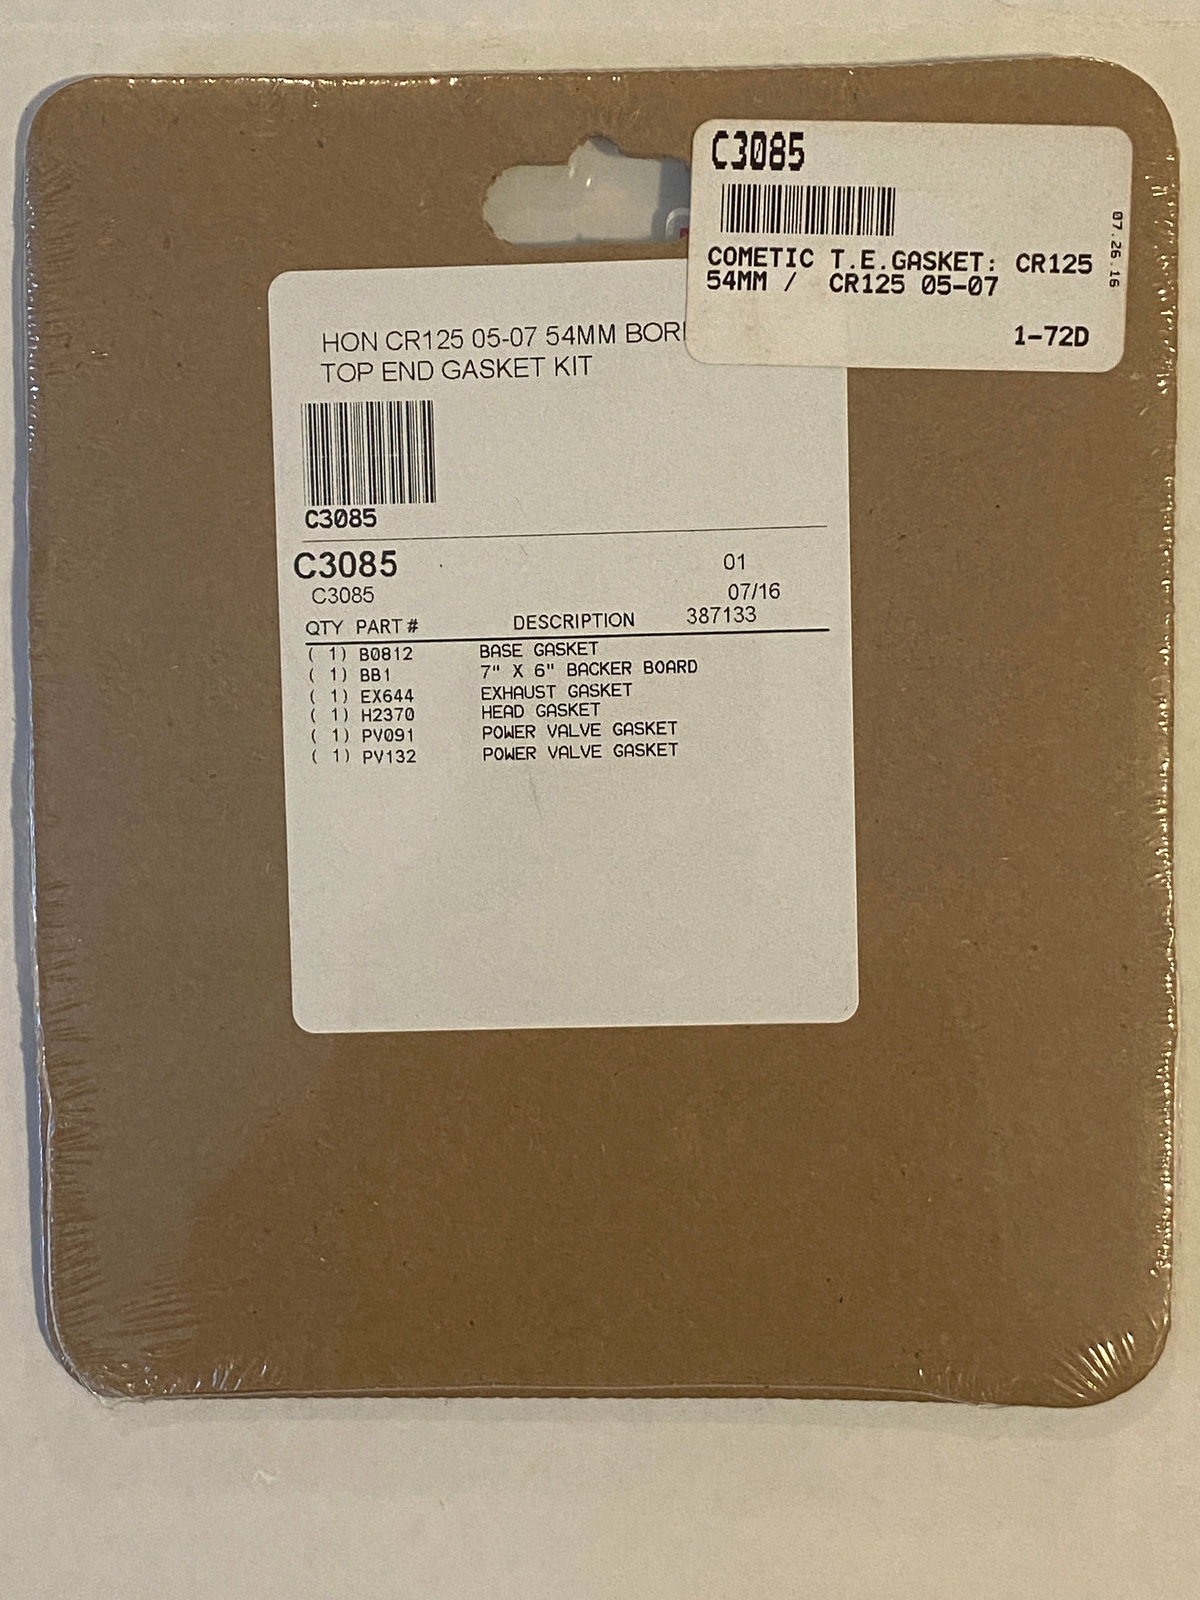 C3085
COMETIC T.E.GASKET: CR125
54MM / CR125 05-07
1-72D
07.26.16
HON CR125 05-07 54MM
TOP END GASKET KIT
C3085
C3085 01
C3085 07/16
QTY PART # DESCRIPTION 387133
( 1) B0812 BASE GASKET
( 1) BB1 7" X 6" BACKER BOARD
( 1) EX644 EXHAUST GASKET
( 1) H2370 HEAD GASKET
( 1) PV091 POWER VALVE GASKET
( 1) PV132 POWER VALVE GASKET